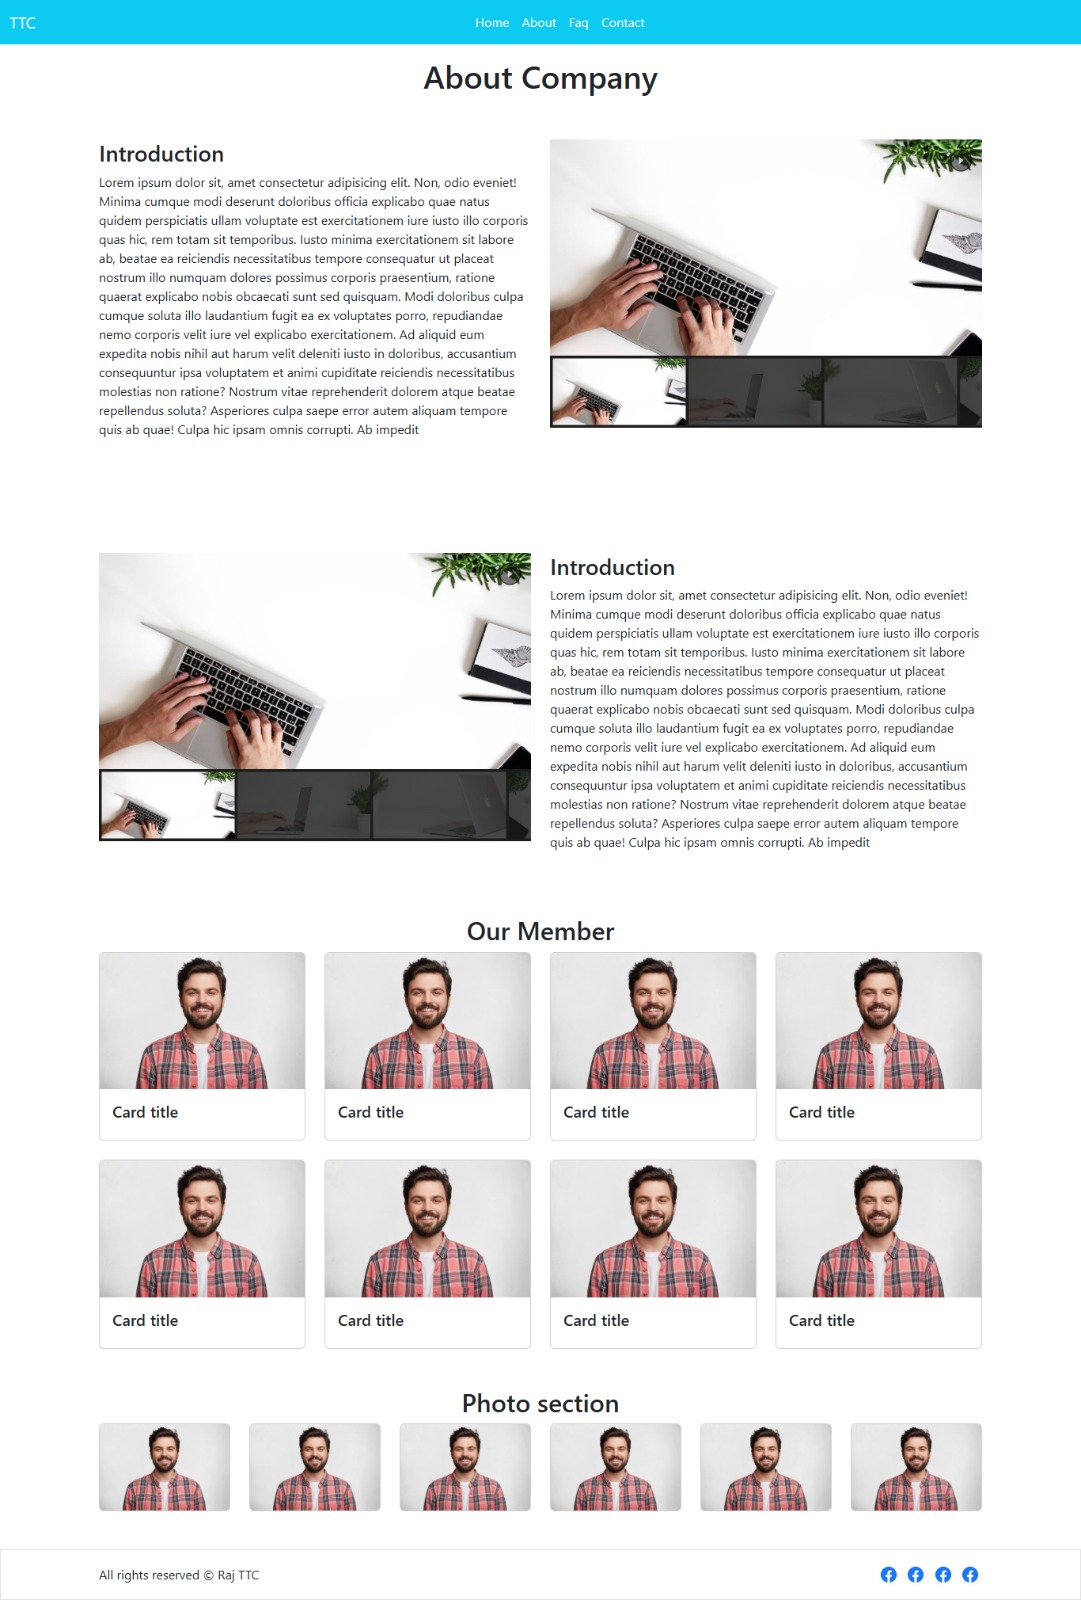 TTC
Home About Faq Contact
About Company
Introduction
Lorem ipsum dolor sit, amet consectetur adipisicing elit. Non, odio eveniet!
Minima cumque modi deserunt doloribus officia explicabo quae natus
quidem perspiciatis ullam voluptate est exercitationem iure iusto illo corporis
quas hic, rem totam sit temporibus. Iusto minima exercitationem sit labore
ab, beatae ea reiciendis necessitatibus tempore consequatur ut placeat
nostrum illo numquam dolores possimus corporis praesentium, ratione
quaerat explicabo nobis obcaecati sunt sed quisquam. Modi doloribus culpa
cumque soluta illo laudantium fugit ea ex voluptates porro, repudiandae
nemo corporis velit iure vel explicabo exercitationem. Ad aliquid eum
expedita nobis nihil aut harum velit deleniti iusto in doloribus, accusantium
consequuntur ipsa voluptatem et animi cupiditate reiciendis necessitatibus
molestias non ratione? Nostrum vitae reprehenderit dolorem atque beatae
repellendus soluta? Asperiores culpa saepe error autem aliquam tempore
quis ab quae! Culpa hic ipsam omnis corrupti. Ab impedit
Introduction
Lorem ipsum dolor sit, amet consectetur adipisicing elit. Non, odio eveniet!
Minima cumque modi deserunt doloribus officia explicabo quae natus
quidem perspiciatis ullam voluptate est exercitationem iure iusto illo corporis
quas hic, rem totam sit temporibus. Iusto minima exercitationem sit labore
ab, beatae ea reiciendis necessitatibus tempore consequatur ut placeat
nostrum illo numquam dolores possimus corporis praesentium, ratione
quaerat explicabo nobis obcaecati sunt sed quisquam. Modi doloribus culpa
cumque soluta illo laudantium fugit ea ex voluptates porro, repudiandae
nemo corporis velit iure vel explicabo exercitationem. Ad aliquid eum
expedita nobis nihil aut harum velit deleniti iusto in doloribus, accusantium
consequuntur ipsa voluptatem et animi cupiditate reiciendis necessitatibus
molestias non ratione? Nostrum vitae reprehenderit dolorem atque beatae
repellendus soluta? Asperiores culpa saepe error autem aliquam tempore
quis ab quae! Culpa hic ipsam omnis corrupti. Ab impedit
Our Member
Card title Card title Card title Card title
Card title Card title Card title Card title
Photo section
All rights reserved © Raj TTC